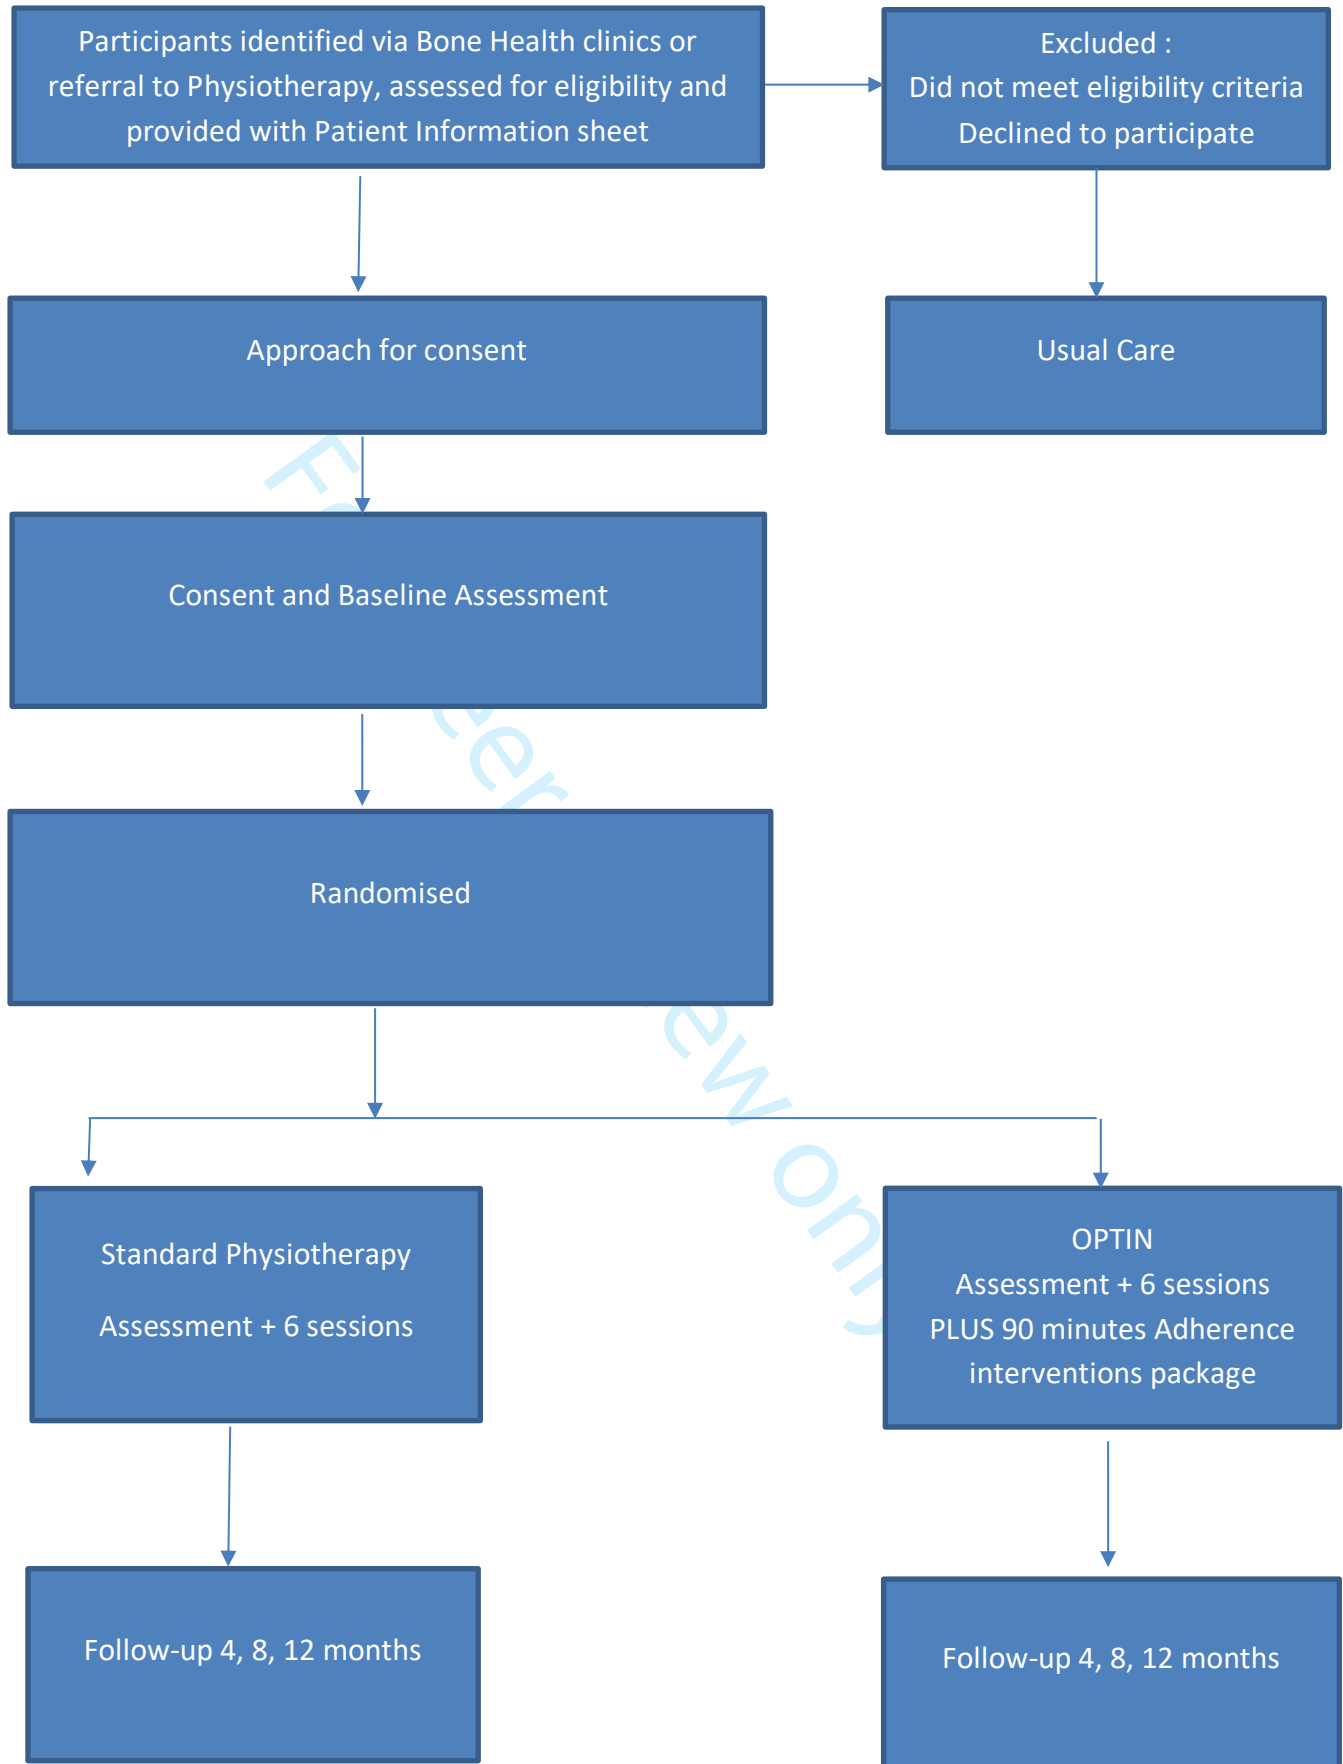 Participants identified via Bone Health clinics or
referral to Physiotherapy, assessed for eligibility and
provided with Patient Information sheet
Excluded :
Did not meet eligibility criteria
Declined to participate
Approach for consent
Usual Care
Consent and Baseline Assessment
Randomised
Standard Physiotherapy
Assessment + 6 sessions
OPTIN
Assessment + 6 sessions
PLUS 90 minutes Adherence
interventions package
Follow-up 4, 8, 12 months
Follow-up 4, 8, 12 months